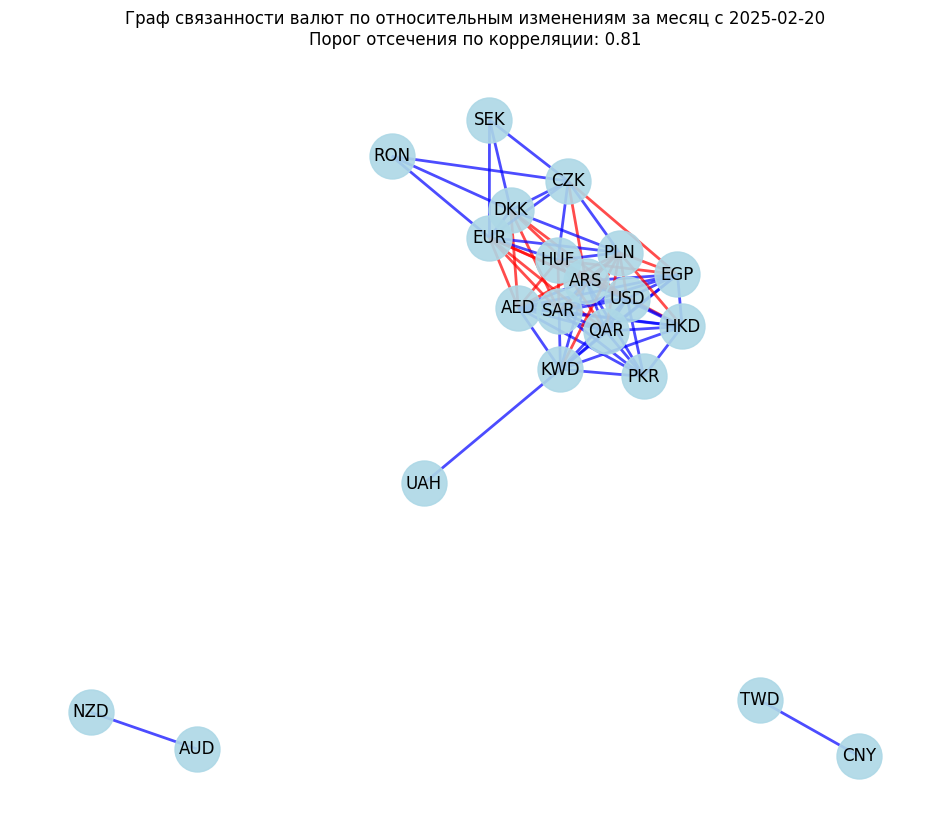 Граф связанности валют по относительным изменениям за месяц с 2025-02-20
Порог отсечения по корреляции: 0.81
SEK
RON
CZK
DKK
EUR
PLN
HUF
EGP
ARS
USD
AED
SAR
HKD
QAR
KWD
PKR
UAH
TWD
NZD
AUD
CNY